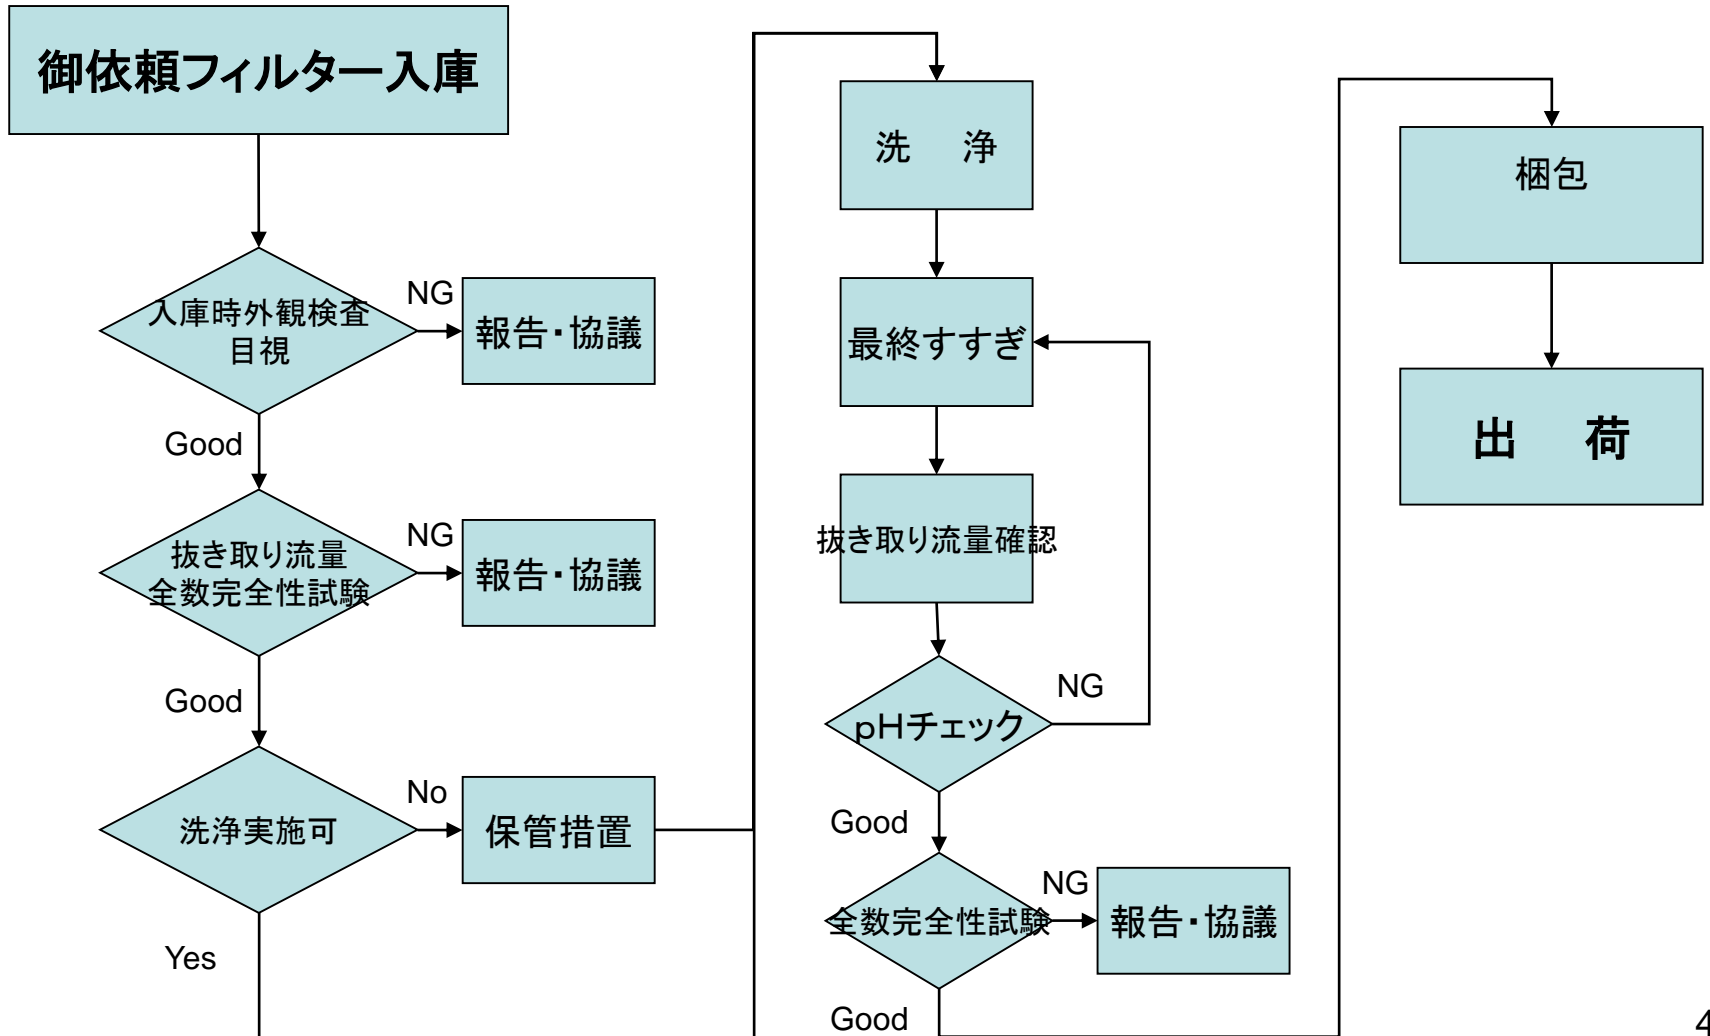 御依頼フィルター入庫
入庫時外観検査
目視
NG
報告・協議
Good
抜き取り流量
全数完全性試験
NG
報告・協議
Good
洗浄実施可
No
保管措置
Yes
洗　浄
最終すすぎ
抜き取り流量確認
pHチェック
NG
Good
全数完全性試験
NG
報告・協議
Good
梱包
出　荷
4